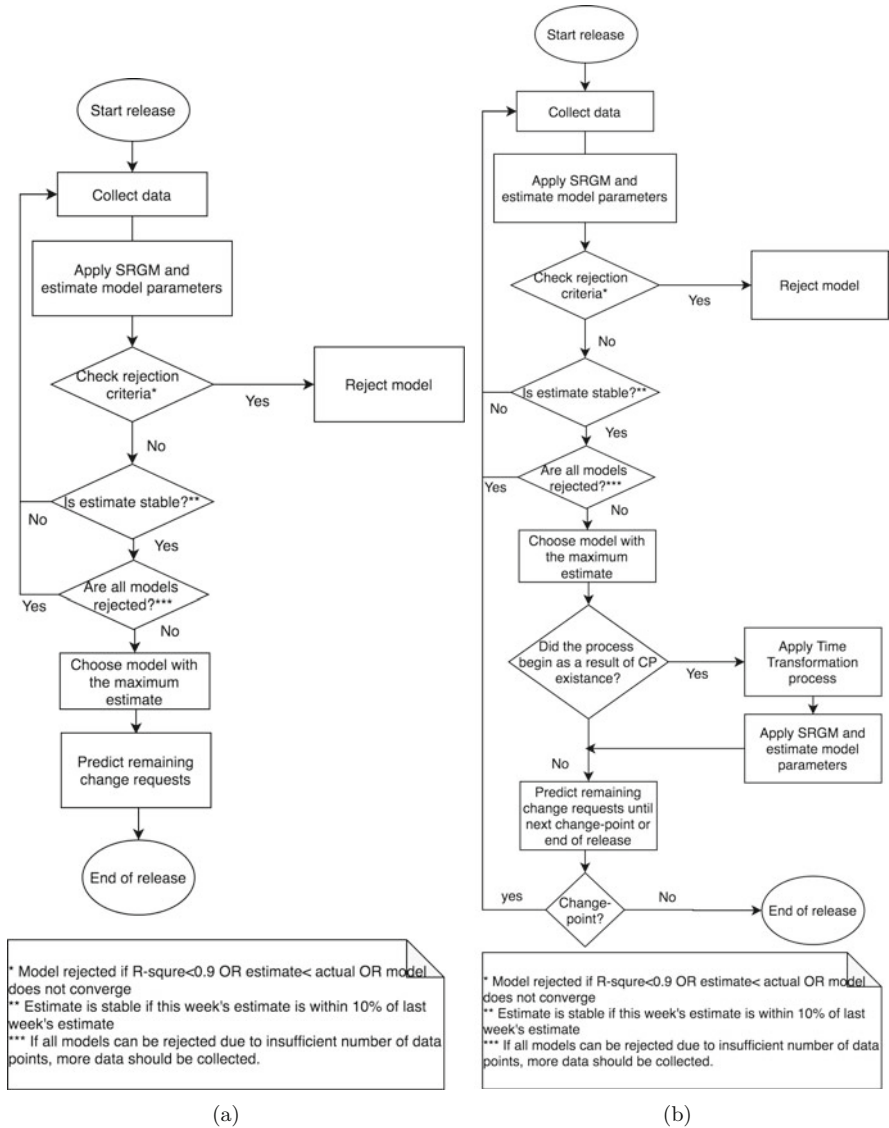 Start release
Collect data
Apply SRGM and
estimate model parameters
Check rejection
criteria*
Yes
Reject model
No
Is estimate stable?**
No
Yes
Are all models
rejected?***
Yes
No
Choose model with
the maximum
estimate
Predict remaining
change requests
End of release
* Model rejected if R-squre<0.9 OR estimate< actual OR model
does not converge
** Estimate is stable if this week's estimate is within 10% of last
week's estimate
*** If all models can be rejected due to insufficient number of data
points, more data should be collected.
(a)
Start release
Collect data
Apply SRGM and
estimate model
parameters
Check rejection
criteria*
Yes
Reject model
No
Is estimate stable?**
No
Yes
Are all models
rejected?***
Yes
No
Choose model with
the maximum
estimate
Did the process
begin as a result of CP
existance?
Yes
Apply Time
Transformation
process
Apply SRGM and
estimate model
parameters
No
Predict remaining
change requests until
next change-point or
end of release
yes
Change-
point?
No
End of release
* Model rejected if R-squre<0.9 OR estimate< actual OR model
does not converge
** Estimate is stable if this week's estimate is within 10% of last
week's estimate
*** If all models can be rejected due to insufficient number of data
points, more data should be collected.
(b)